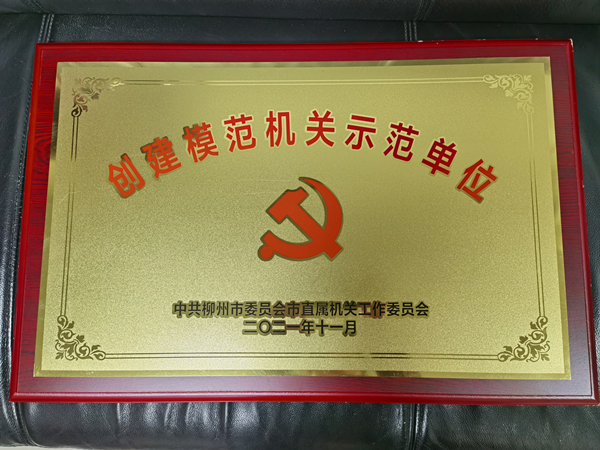 创建模范机关示范单位
中共柳州市委员会市直属机关工作委员会
二〇二一年十一月